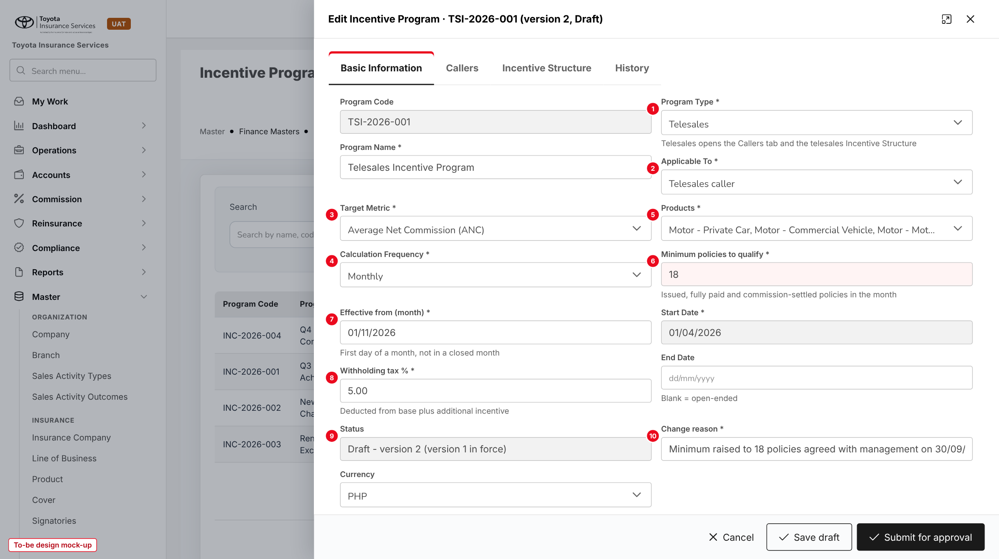 Toyota
Insurance Services
UAT
Toyota Insurance Services
Search menu...
My Work
Dashboard
Operations
Accounts
Commission
Reinsurance
Compliance
Reports
Master
ORGANIZATION
Company
Branch
Sales Activity Types
Sales Activity Outcomes
INSURANCE
Insurance Company
Line of Business
Product
Cover
Signatories
To-be design mock-up
Incentive Progra
Master • Finance Masters •
Search
Search by name, cod
Program Code Prog
INC-2026-004 Q4
Cor
INC-2026-001 Q3
Ach
INC-2026-002 New
Cha
INC-2026-003 Ren
Exc
Edit Incentive Program · TSI-2026-001 (version 2, Draft)
Basic Information Callers Incentive Structure History
Program Code
TSI-2026-001
1 Program Type *
Telesales
Telesales opens the Callers tab and the telesales Incentive Structure
Program Name *
Telesales Incentive Program
2 Applicable To *
Telesales caller
3 Target Metric *
Average Net Commission (ANC)
5 Products *
Motor - Private Car, Motor - Commercial Vehicle, Motor - Mot...
4 Calculation Frequency *
Monthly
6 Minimum policies to qualify *
18
Issued, fully paid and commission-settled policies in the month
7 Effective from (month) *
01/11/2026
First day of a month, not in a closed month
Start Date *
01/04/2026
End Date
dd/mm/yyyy
Blank = open-ended
8 Withholding tax % *
5.00
Deducted from base plus additional incentive
9 Status
Draft - version 2 (version 1 in force)
10 Change reason *
Minimum raised to 18 policies agreed with management on 30/09/
Currency
PHP
Cancel
Save draft
Submit for approval